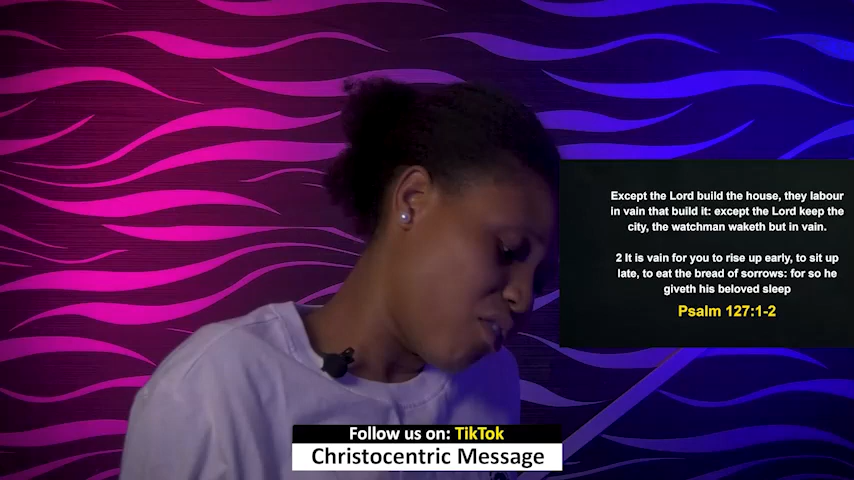 Except the Lord build the house, they labour
in vain that build it: except the Lord keep the
city, the watchman waketh but in vain.
2 It is vain for you to rise up early, to sit up
late, to eat the bread of sorrows: for so he
giveth his beloved sleep
Psalm 127:1-2
Follow us on: TikTok
Christocentric Message